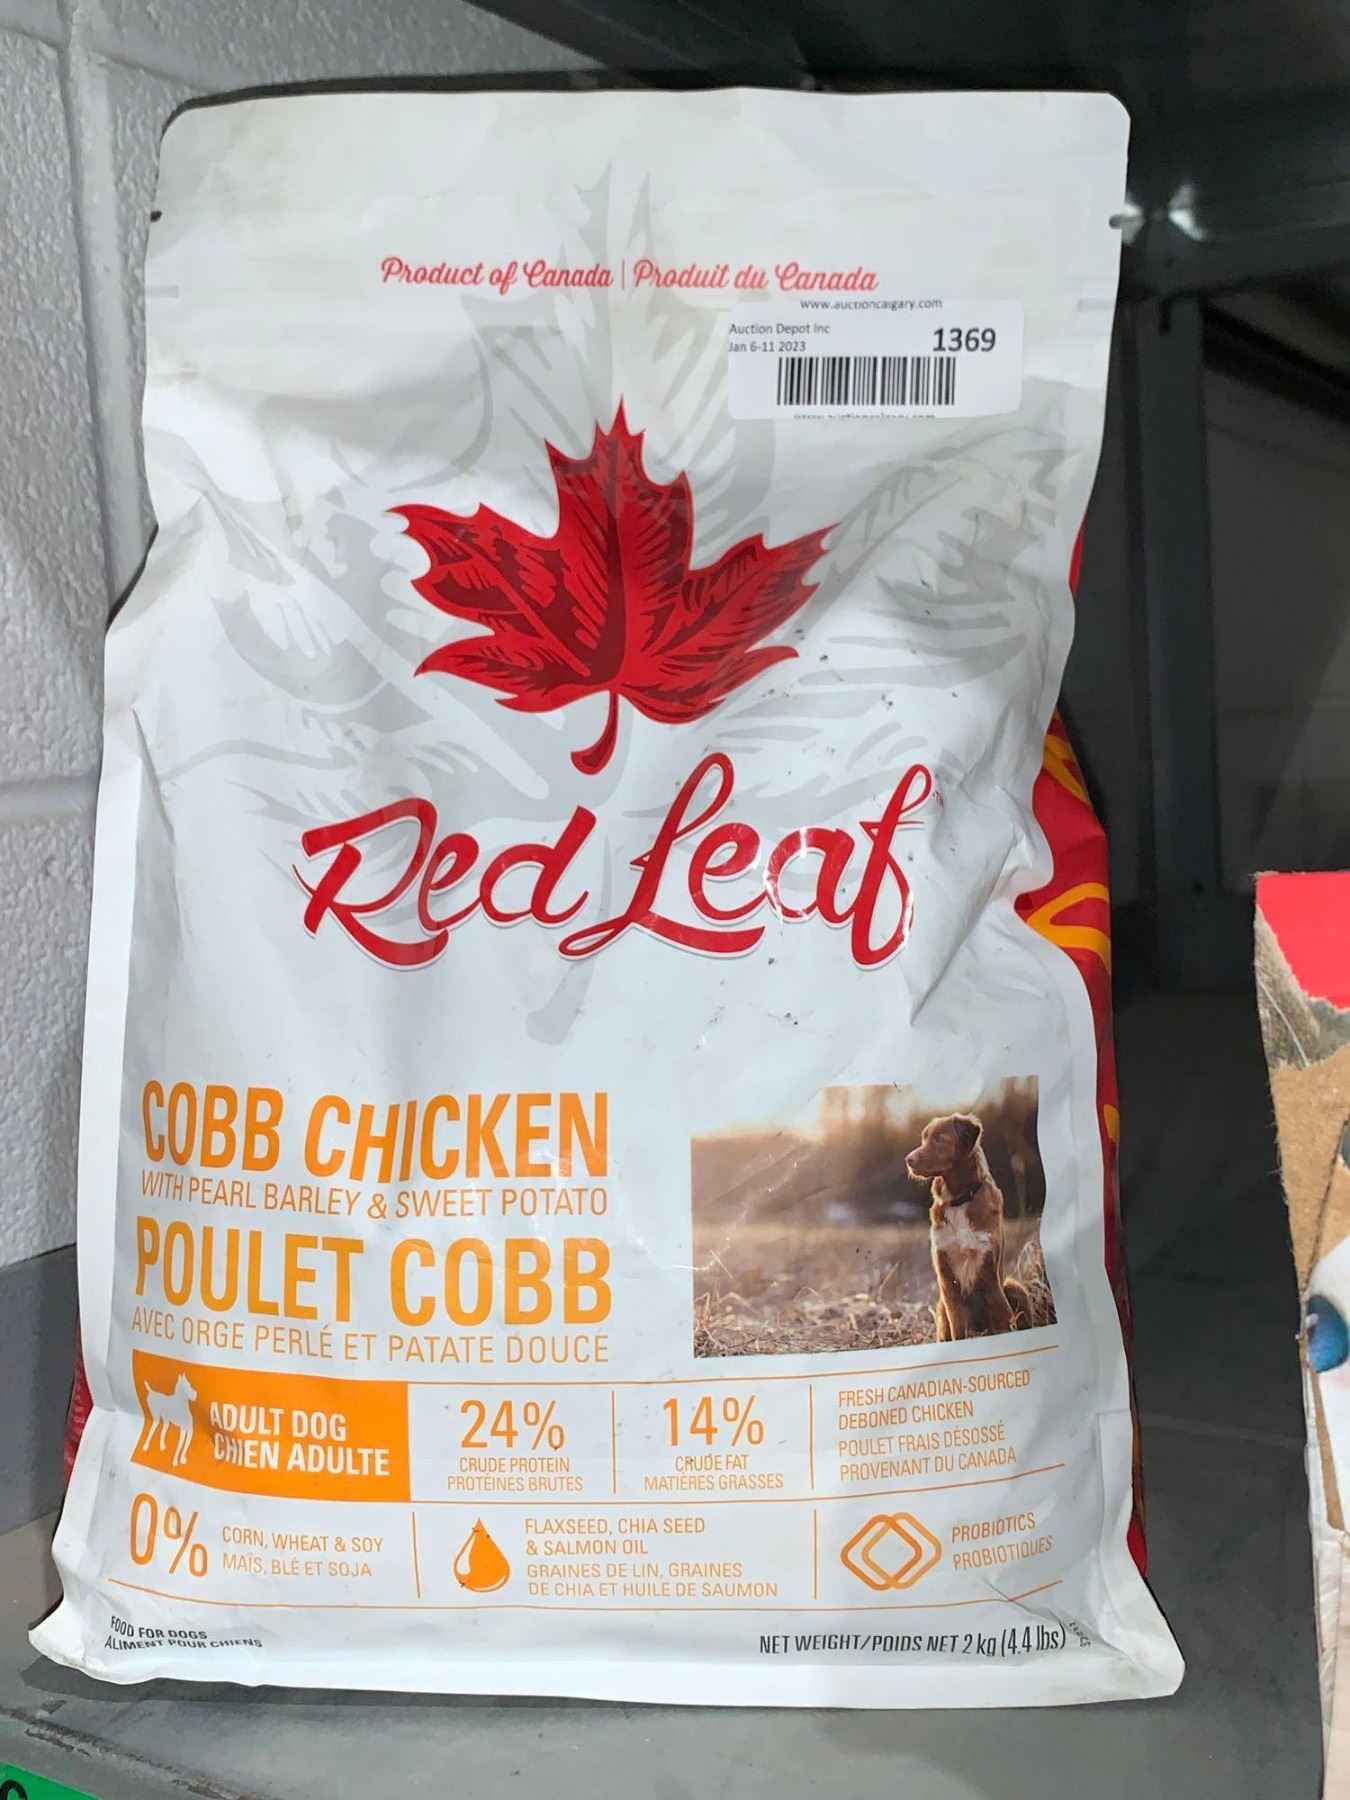 Product of Canada | Produit du Canada
www.auctioncalgary.com
Auction Depot Inc
Jan 6-11 2023
1369
Red Leaf
COBB CHICKEN
WITH PEARL BARLEY & SWEET POTATO
POULET COBB
AVEC ORGE PERLÉ ET PATATE DOUCE
ADULT DOG
CHIEN ADULTE
24%
CRUDE PROTEIN
PROTÉINES BRUTES
14%
CRUDE FAT
MATIÈRES GRASSES
FRESH CANADIAN-SOURCED
DEBONED CHICKEN
POULET FRAIS DÉSOSSÉ
PROVENANT DU CANADA
0%
CORN, WHEAT & SOY
MAÏS, BLÉ ET SOJA
FLAXSEED, CHIA SEED
& SALMON OIL
GRAINES DE LIN, GRAINES
DE CHIA ET HUILE DE SAUMON
PROBIOTICS
PROBIOTIQUES
FOOD FOR DOGS
ALIMENT POUR CHIENS
NET WEIGHT/POIDS NET 2 kg (4.4 lbs)